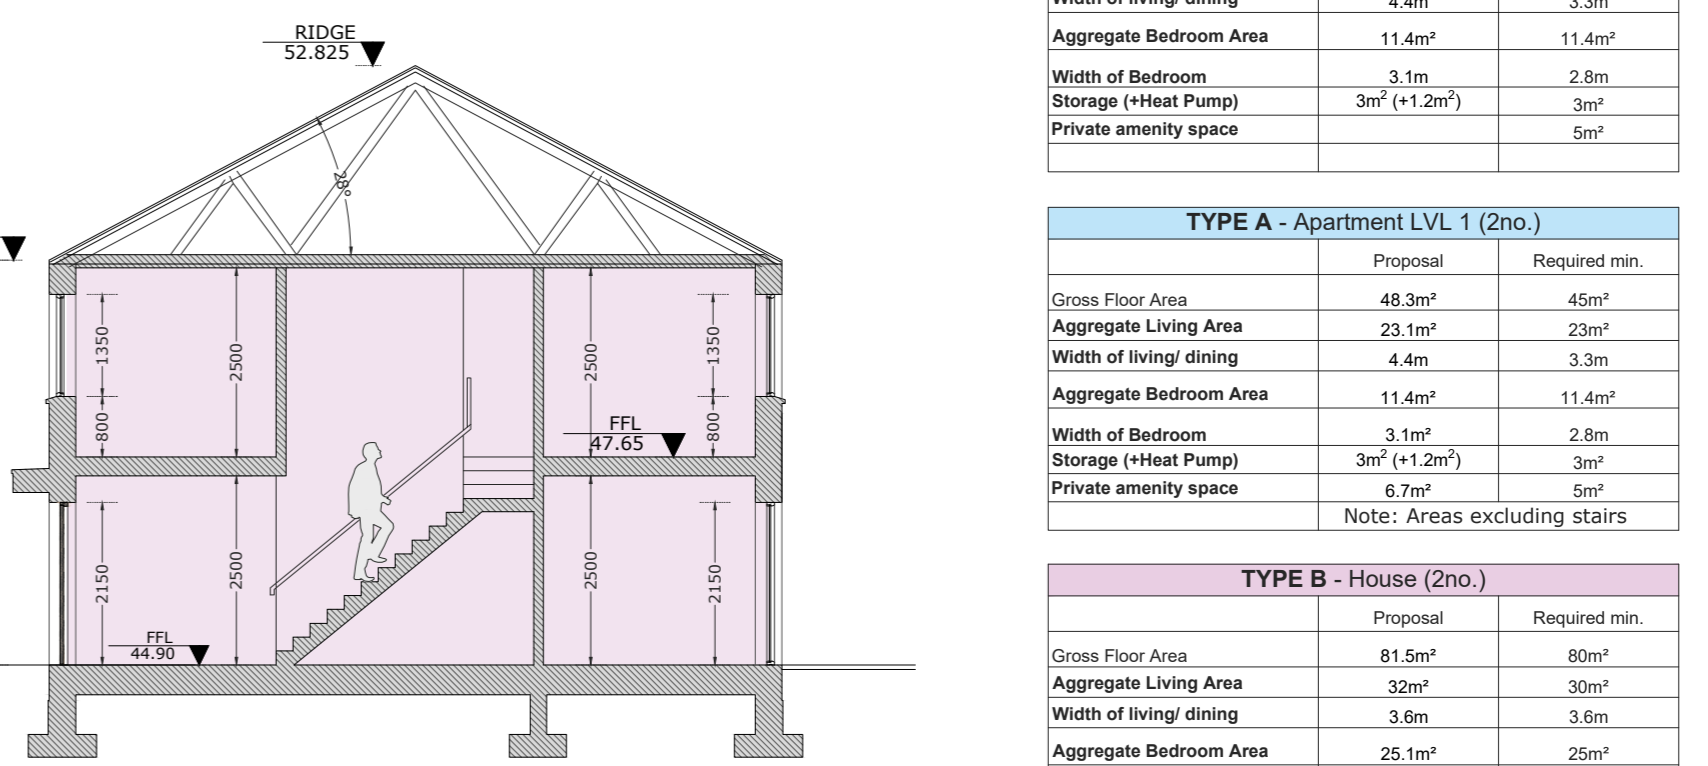 RIDGE
52.825
28°
1350
2500
2500
1350
800
FFL
47.65
800
2150
2500
2500
2150
FFL
44.90
Width of living/ dining 4.4m 3.3m
Aggregate Bedroom Area 11.4m² 11.4m²
Width of Bedroom 3.1m 2.8m
Storage (+Heat Pump) 3m² (+1.2m²) 3m²
Private amenity space 5m²
TYPE A - Apartment LVL 1 (2no.)
Proposal Required min.
Gross Floor Area 48.3m² 45m²
Aggregate Living Area 23.1m² 23m²
Width of living/ dining 4.4m 3.3m
Aggregate Bedroom Area 11.4m² 11.4m²
Width of Bedroom 3.1m² 2.8m
Storage (+Heat Pump) 3m² (+1.2m²) 3m²
Private amenity space 6.7m² 5m²
Note: Areas excluding stairs
TYPE B - House (2no.)
Proposal Required min.
Gross Floor Area 81.5m² 80m²
Aggregate Living Area 32m² 30m²
Width of living/ dining 3.6m 3.6m
Aggregate Bedroom Area 25.1m² 25m²